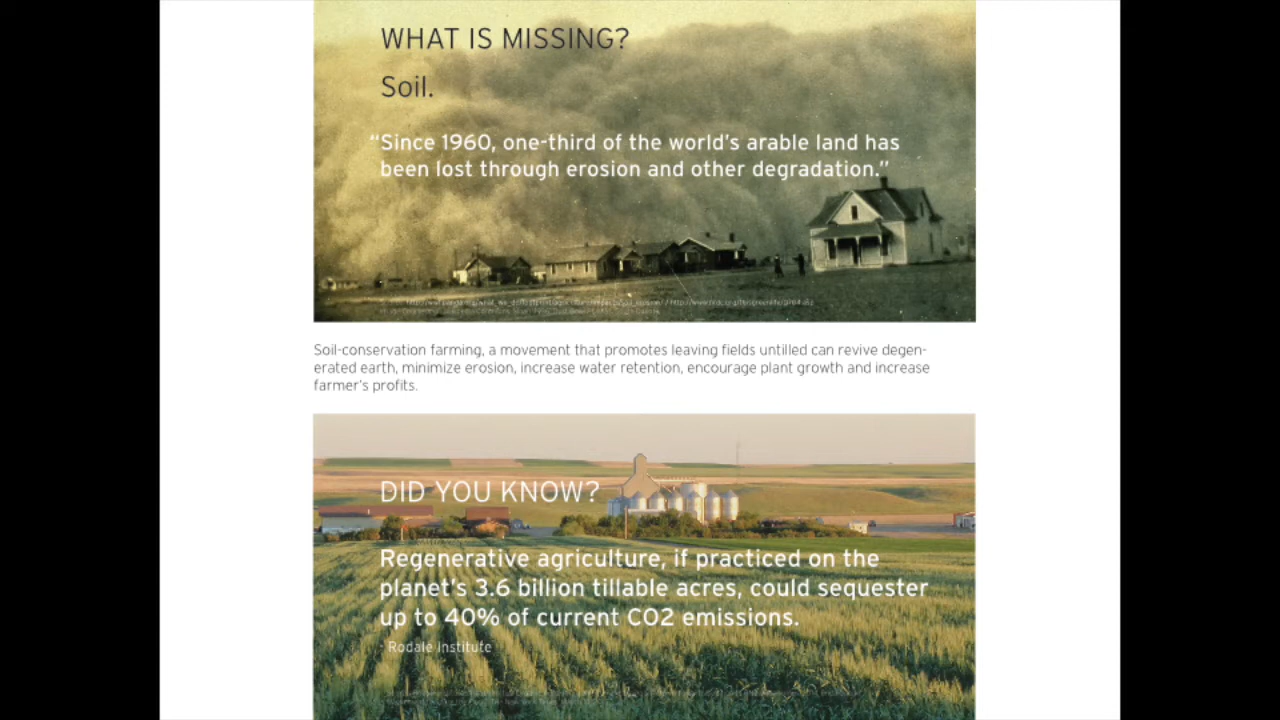 WHAT IS MISSING?
Soil.
“Since 1960, one-third of the world’s arable land has
been lost through erosion and other degradation.”
Soil-conservation farming, a movement that promotes leaving fields untilled can revive degen-
erated earth, minimize erosion, increase water retention, encourage plant growth and increase
farmer’s profits.
DID YOU KNOW?
Regenerative agriculture, if practiced on the
planet’s 3.6 billion tillable acres, could sequester
up to 40% of current CO2 emissions.
- Rodale Institute